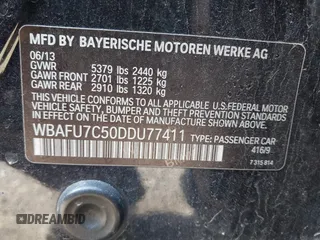 MFD BY BAYERISCHE MOTOREN WERKE AG
06/13
GVWR 5379 lbs 2440 kg
GAWR FRONT 2701 lbs 1225 kg
GAWR REAR 2910 lbs 1320 kg
THIS VEHICLE CONFORMS TO ALL APPLICABLE
FEDERAL MOTOR VEHICLE SAFETY, BUMPER, AND
THEFT PREVENTION STANDARDS IN EFFECT ON THE
DATE OF MANUFACTURE SHOWN ABOVE.
WBAFU7C50DDU77411 TYPE: PASSENGER CAR
416/9
7 315 814
© DREAMBID